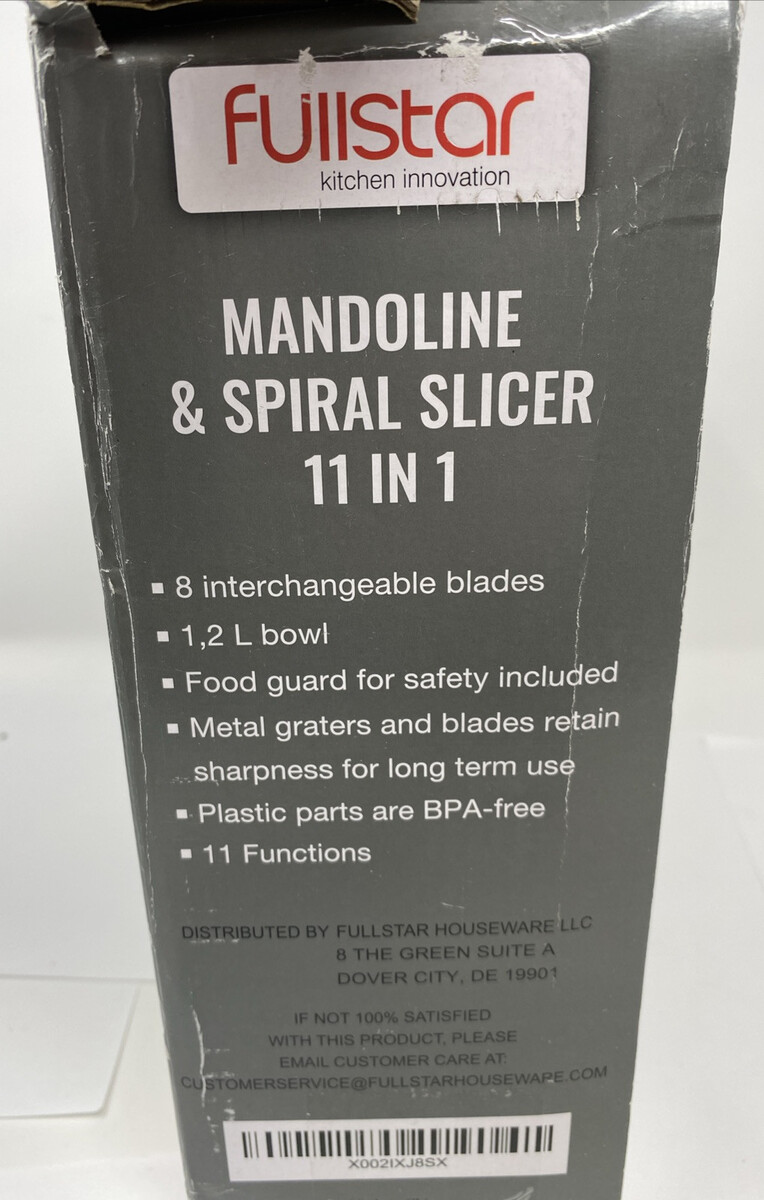 fullstar
kitchen innovation
MANDOLINE
& SPIRAL SLICER
11 IN 1
▪ 8 interchangeable blades
▪ 1,2 L bowl
▪ Food guard for safety included
▪ Metal graters and blades retain
sharpness for long term use
▪ Plastic parts are BPA-free
▪ 11 Functions
DISTRIBUTED BY FULLSTAR HOUSEWARE LLC
8 THE GREEN SUITE A
DOVER CITY, DE 19901
IF NOT 100% SATISFIED
WITH THIS PRODUCT, PLEASE
EMAIL CUSTOMER CARE AT:
CUSTOMERSERVICE@FULLSTARHOUSEWARE.COM
X002IXJ8SX